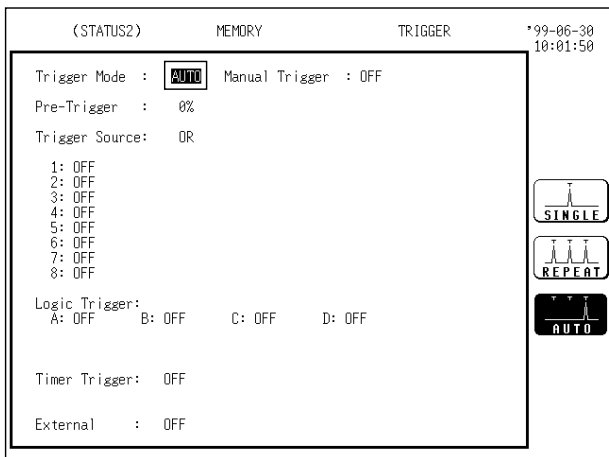 (STATUS2) MEMORY TRIGGER '99-06-30
10:01:50
Trigger Mode : AUTO Manual Trigger : OFF
Pre-Trigger : 0%
Trigger Source: OR
1: OFF
2: OFF
3: OFF
4: OFF
5: OFF
6: OFF
7: OFF
8: OFF
Logic Trigger:
A: OFF B: OFF C: OFF D: OFF
Timer Trigger: OFF
External : OFF
T
SINGLE
T T T
REPEAT
T T T
AUTO